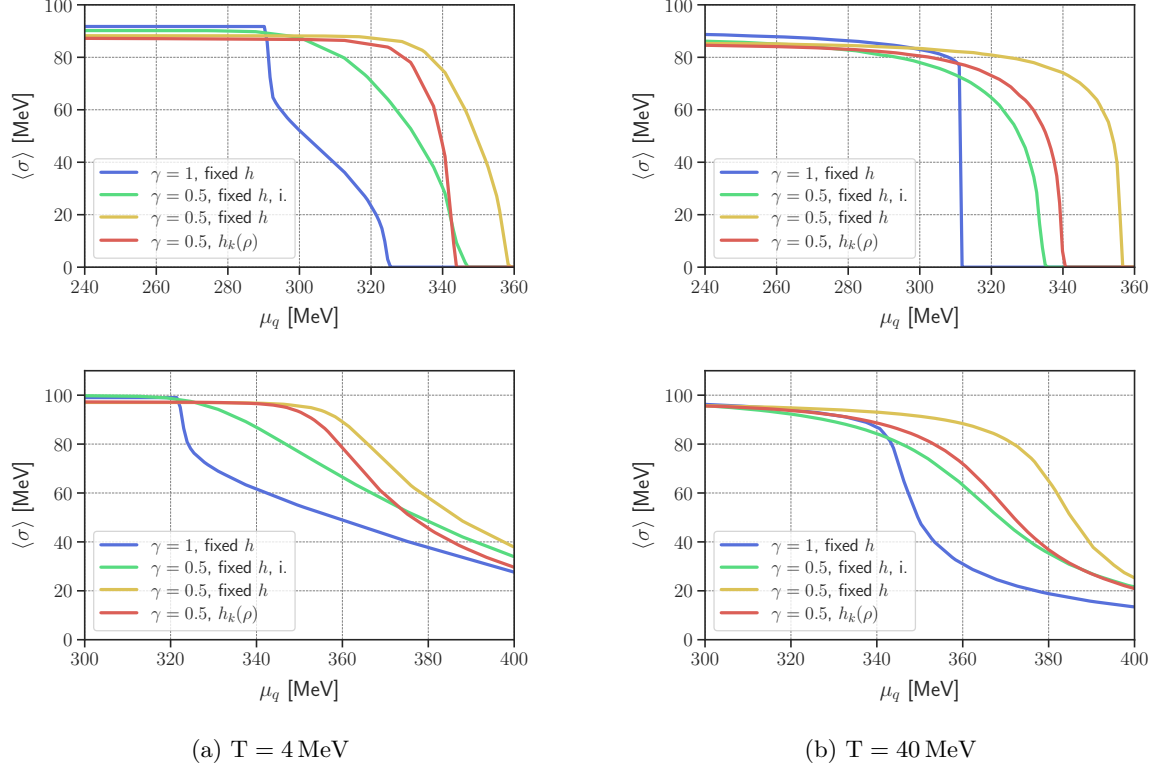 100
80
60
40
20
0
⟨σ⟩ [MeV]
γ = 1, fixed h
γ = 0.5, fixed h, i.
γ = 0.5, fixed h
γ = 0.5, h_k(ρ)
240 260 280 300 320 340 360
μ_q [MeV]
100
80
60
40
20
0
⟨σ⟩ [MeV]
γ = 1, fixed h
γ = 0.5, fixed h, i.
γ = 0.5, fixed h
γ = 0.5, h_k(ρ)
240 260 280 300 320 340 360
μ_q [MeV]
100
80
60
40
20
0
⟨σ⟩ [MeV]
γ = 1, fixed h
γ = 0.5, fixed h, i.
γ = 0.5, fixed h
γ = 0.5, h_k(ρ)
300 320 340 360 380 400
μ_q [MeV]
100
80
60
40
20
0
⟨σ⟩ [MeV]
γ = 1, fixed h
γ = 0.5, fixed h, i.
γ = 0.5, fixed h
γ = 0.5, h_k(ρ)
300 320 340 360 380 400
μ_q [MeV]
(a) T = 4 MeV
(b) T = 40 MeV